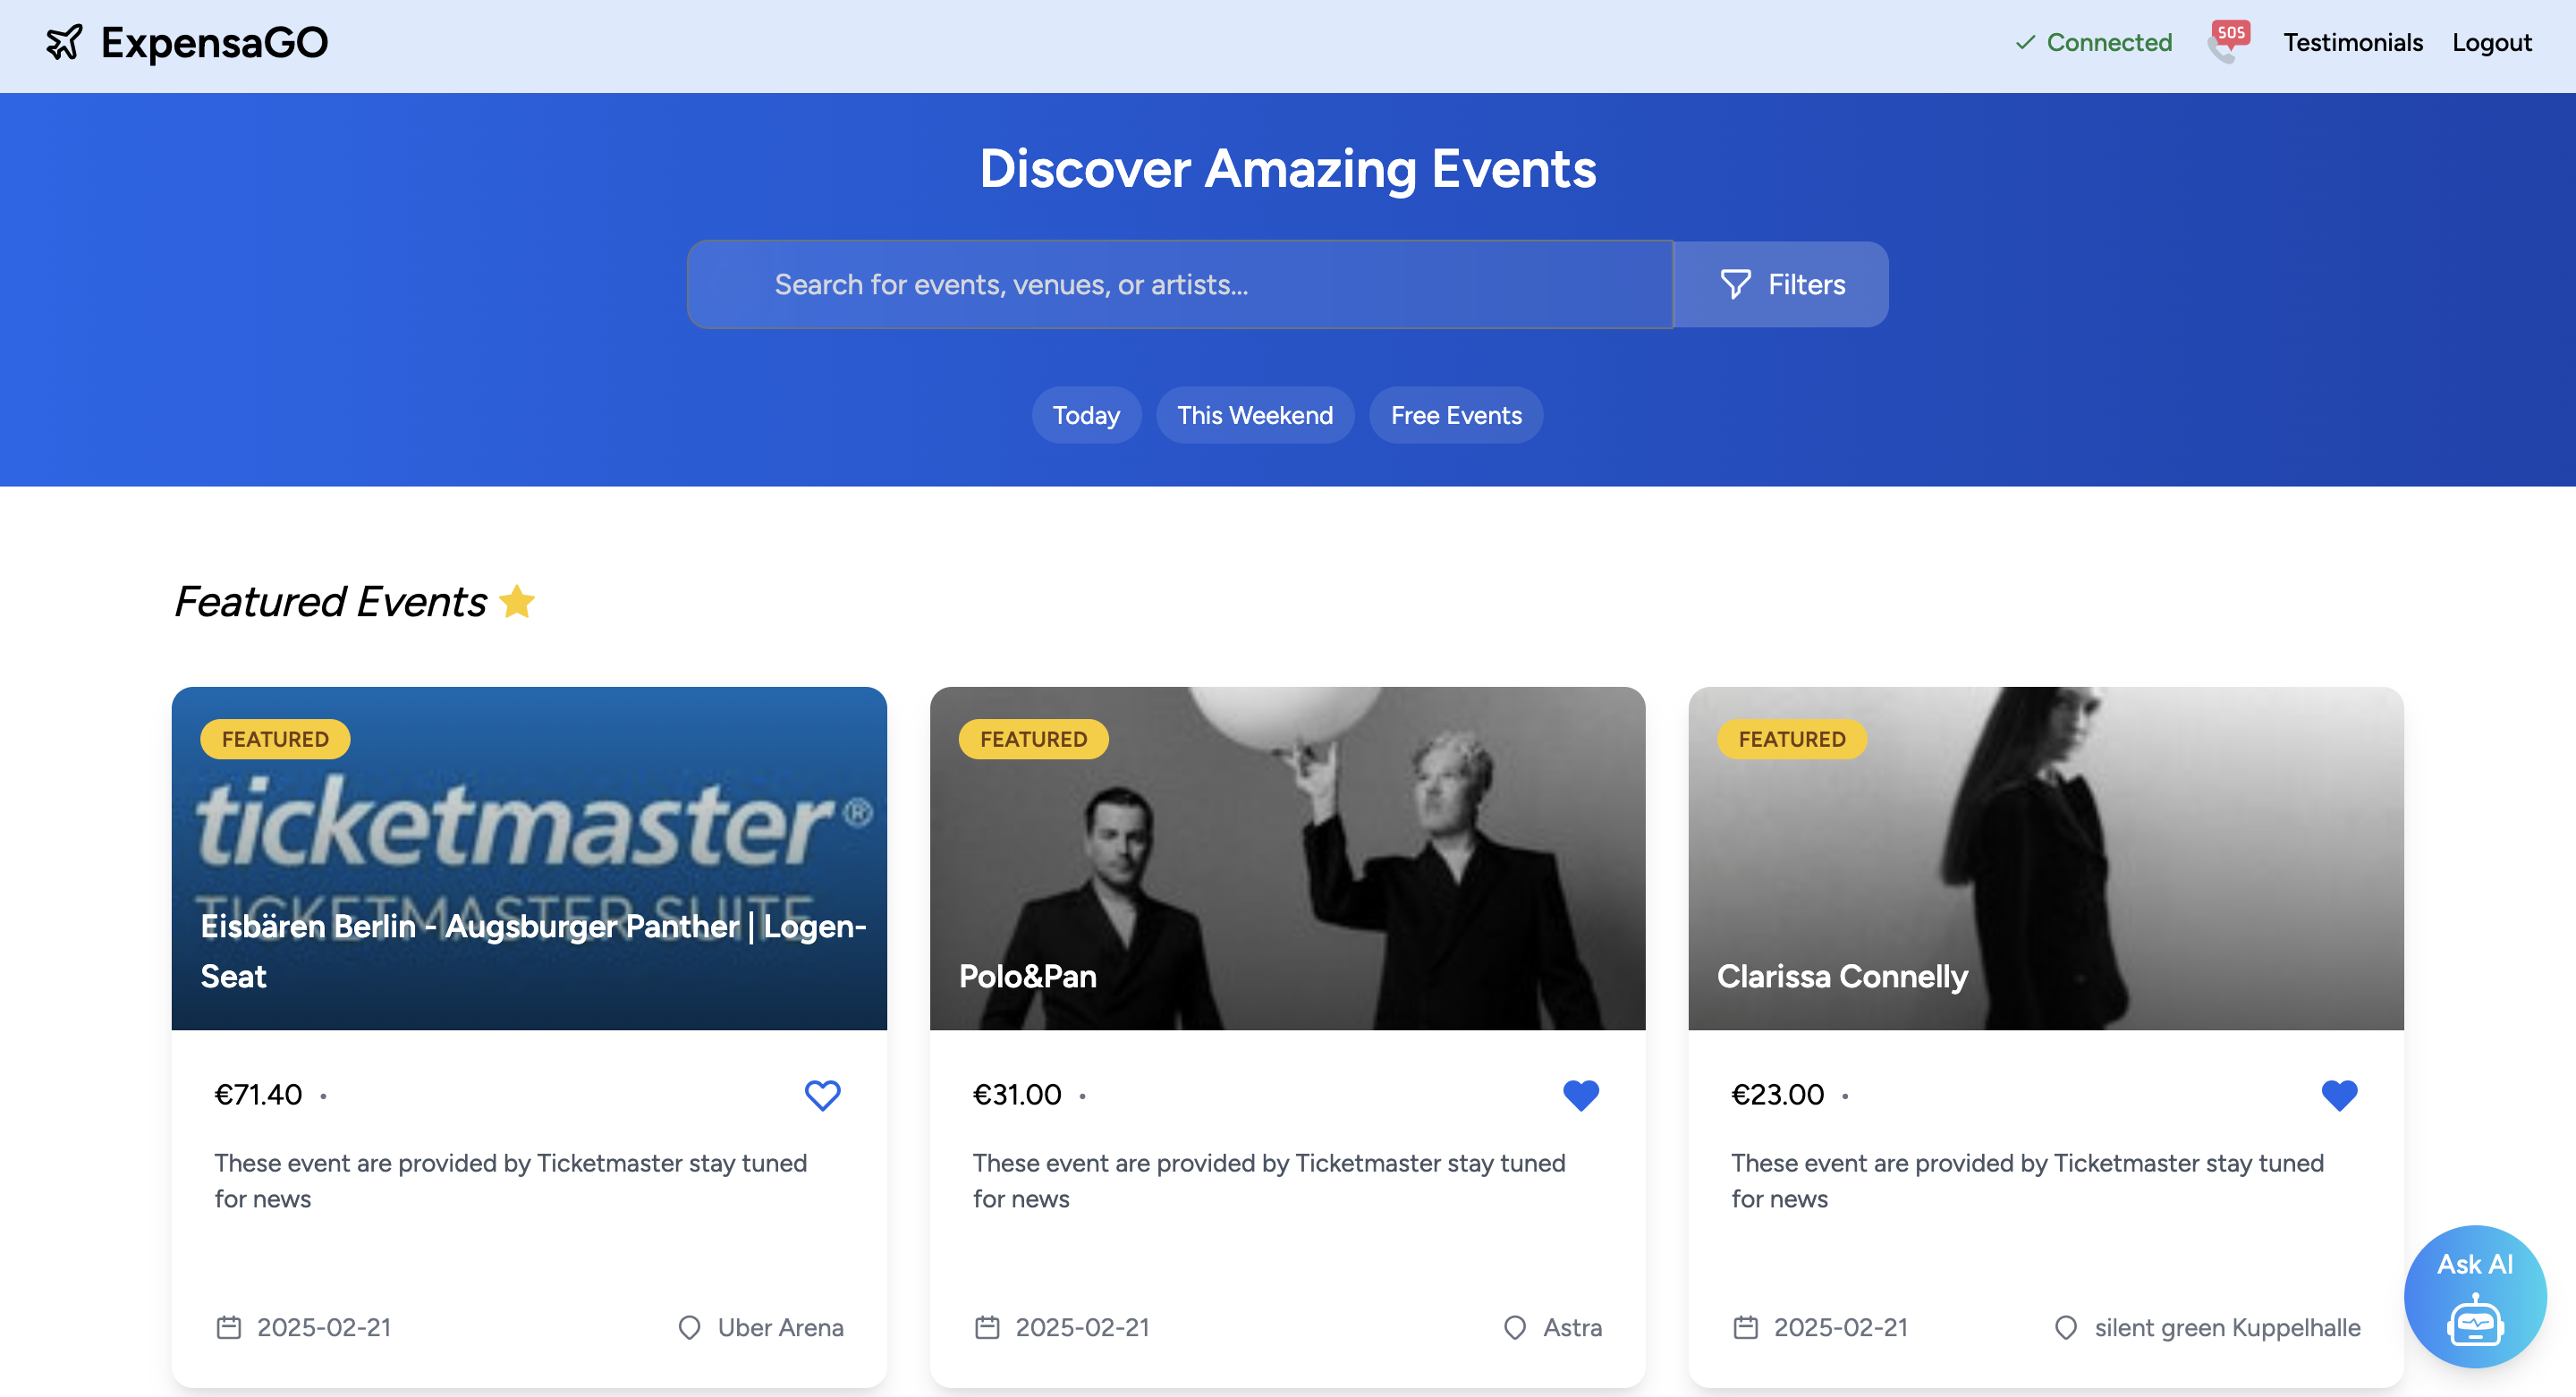 ExpensaGO
Connected
SOS
Testimonials
Logout
Discover Amazing Events
Search for events, venues, or artists...
Filters
Today
This Weekend
Free Events
Featured Events
FEATURED
ticketmaster®
TICKETMASTER SUITE
Eisbären Berlin - Augsburger Panther | Logen-
Seat
€71.40 •
These event are provided by Ticketmaster stay tuned
for news
2025-02-21
Uber Arena
FEATURED
Polo&Pan
€31.00 •
These event are provided by Ticketmaster stay tuned
for news
2025-02-21
Astra
FEATURED
Clarissa Connelly
€23.00 •
These event are provided by Ticketmaster stay tuned
for news
2025-02-21
silent green Kuppelhalle
Ask AI